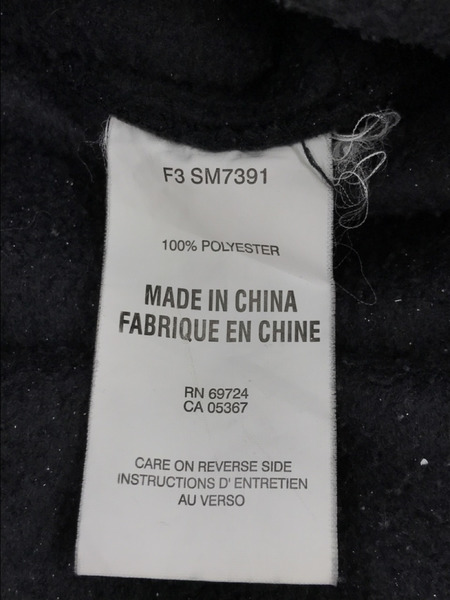 F3 SM7391
100% POLYESTER
MADE IN CHINA
FABRIQUE EN CHINE
RN 69724
CA 05367
CARE ON REVERSE SIDE
INSTRUCTIONS D' ENTRETIEN
AU VERSO